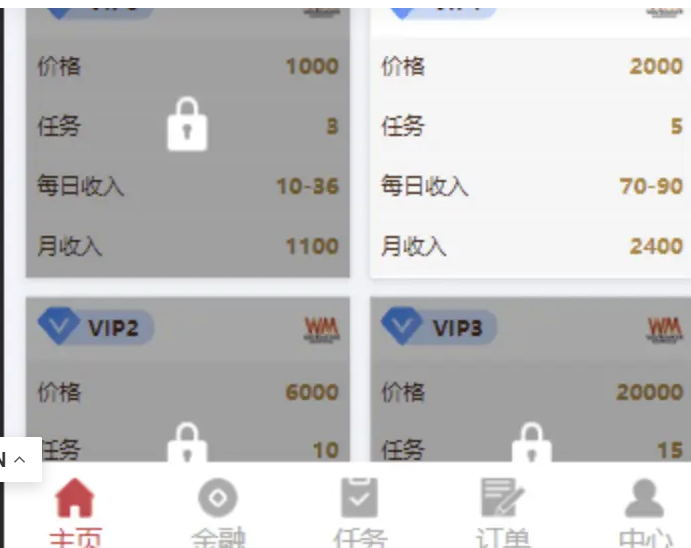 价格 1000
任务 3
每日收入 10-36
月收入 1100
价格 2000
任务 5
每日收入 70-90
月收入 2400
VIP2 WM
价格 6000
任务 10
VIP3 WM
价格 20000
任务 15
主页 金融 任务 订单 中心